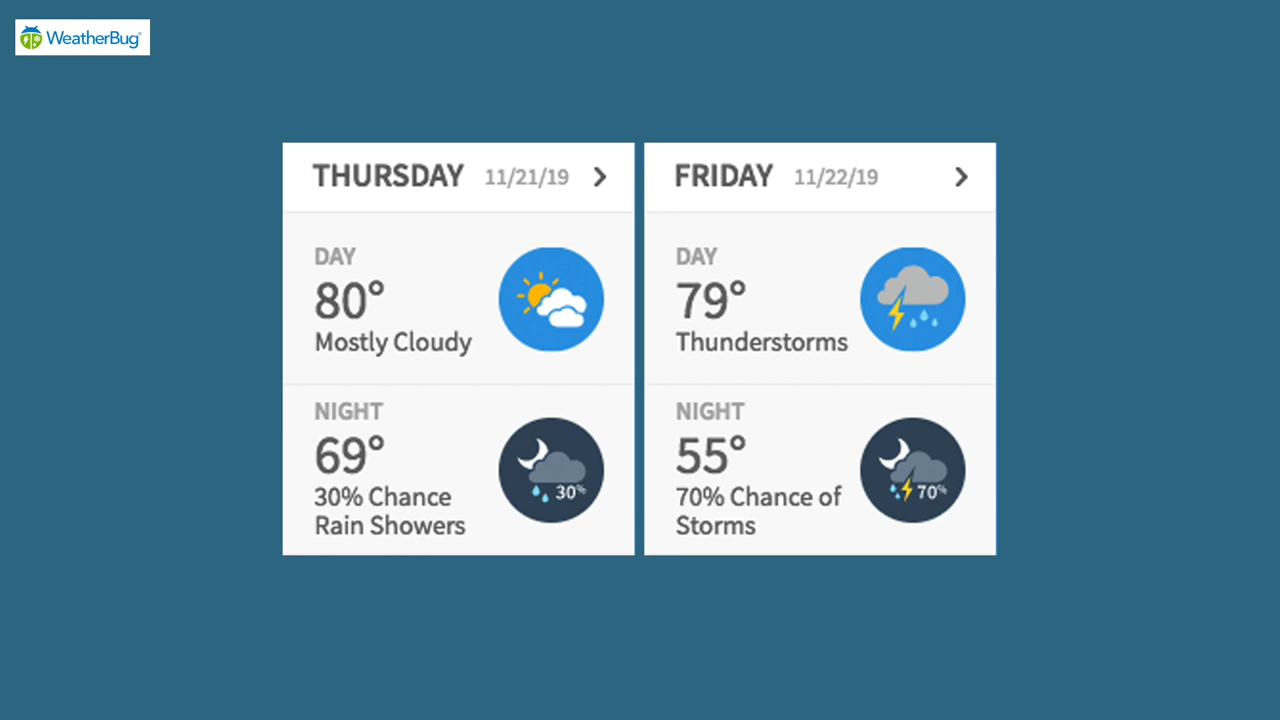 WeatherBug
THURSDAY 11/21/19
DAY
80°
Mostly Cloudy
NIGHT
69°
30% Chance
Rain Showers
30%
FRIDAY 11/22/19
DAY
79°
Thunderstorms
NIGHT
55°
70% Chance of
Storms
70%